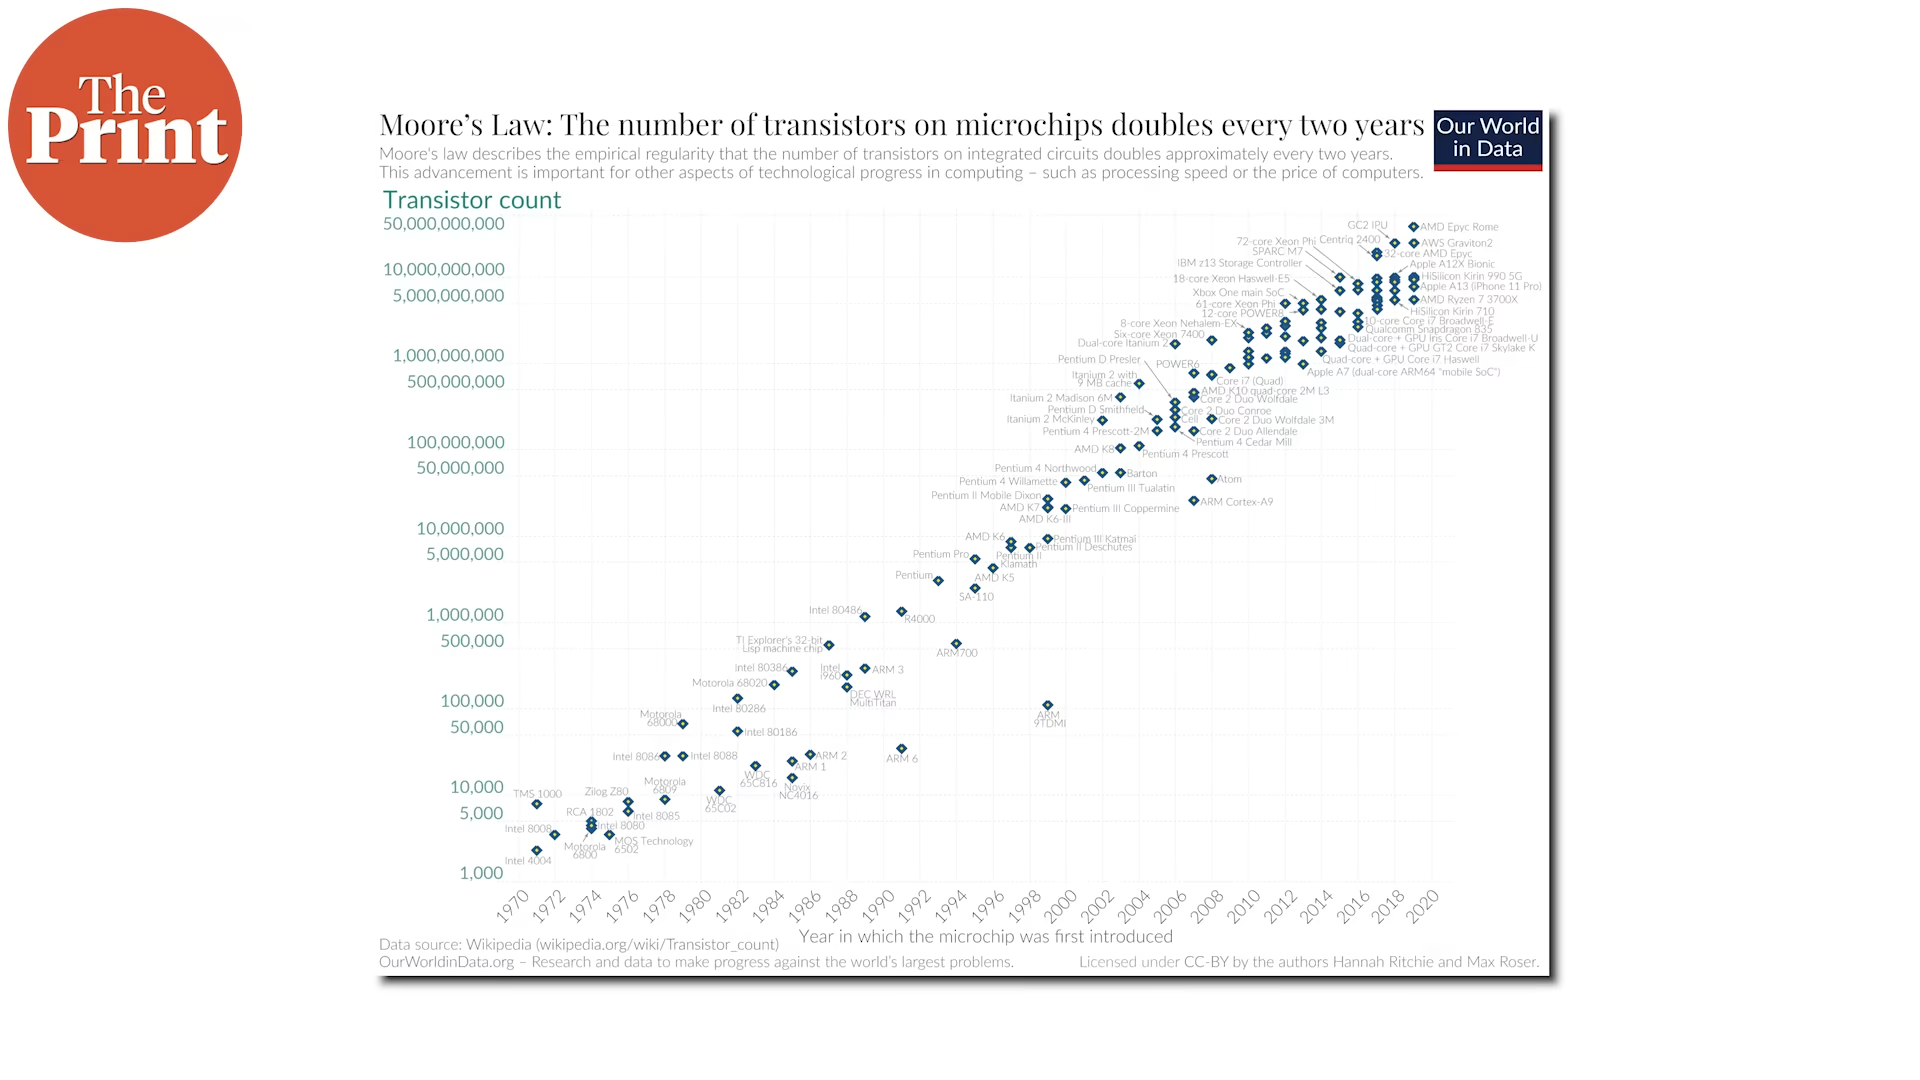 The
Print
Moore's Law: The number of transistors on microchips doubles every two years
Our World
in Data
Moore's law describes the empirical regularity that the number of transistors on integrated circuits doubles approximately every two years.
This advancement is important for other aspects of technological progress in computing – such as processing speed or the price of computers.
Transistor count
50,000,000,000
10,000,000,000
5,000,000,000
1,000,000,000
500,000,000
100,000,000
50,000,000
10,000,000
5,000,000
1,000,000
500,000
100,000
50,000
10,000
5,000
1,000
GC2 IPU
AMD Epyc Rome
72-core Xeon Phi
Centriq 2400
AWS Graviton2
SPARC M7
32-core AMD Epyc
IBM z13 Storage Controller
Apple A12X Bionic
18-core Xeon Haswell-E5
HiSilicon Kirin 990 5G
Apple A13 (iPhone 11 Pro)
Xbox One main SoC
AMD Ryzen 7 3700X
61-core Xeon Phi
12-core POWER8
HiSilicon Kirin 710
8-core Xeon Nehalem-EX
10-core Core i7 Broadwell-E
Six-core Xeon 7400
Qualcomm Snapdragon 835
Dual-core Itanium 2
Dual-core + GPU Iris Core i7 Broadwell-U
Quad-core + GPU GT2 Core i7 Skylake K
Pentium D Presler
POWER6
Quad-core + GPU Core i7 Haswell
Apple A7 (dual-core ARM64 "mobile SoC")
Itanium 2 with
9 MB cache
Core i7 (Quad)
AMD K10 quad-core 2M L3
Itanium 2 Madison 6M
Core 2 Duo Wolfdale
Pentium D Smithfield
Core 2 Duo Conroe
Itanium 2 McKinley
Cell
Core 2 Duo Wolfdale 3M
Pentium 4 Prescott-2M
Core 2 Duo Allendale
Pentium 4 Cedar Mill
AMD K8
Pentium 4 Prescott
Pentium 4 Northwood
Barton
Pentium 4 Willamette
Pentium III Tualatin
Atom
Pentium II Mobile Dixon
ARM Cortex-A9
AMD K7
Pentium III Coppermine
AMD K6-III
AMD K6
Pentium III Katmai
Pentium II Deschutes
Pentium Pro
Pentium II
Klamath
Pentium
AMD K5
SA-110
Intel 80486
R4000
TI Explorer's 32-bit
Lisp machine chip
ARM700
Intel 80386
Intel
i960
ARM 3
Motorola 68020
DEC WRL
MultiTitan
Intel 80286
Motorola
68000
ARM
9TDMI
Intel 80186
Intel 8086
Intel 8088
ARM 2
ARM 6
ARM 1
WDC
65C816
Novix
NC4016
Motorola
6809
WDC
65C02
TMS 1000
Zilog Z80
RCA 1802
Intel 8085
Intel 8008
Intel 8080
MOS Technology
6502
Motorola
6800
Intel 4004
1970
1972
1974
1976
1978
1980
1982
1984
1986
1988
1990
1992
1994
1996
1998
2000
2002
2004
2006
2008
2010
2012
2014
2016
2018
2020
Year in which the microchip was first introduced
Data source: Wikipedia (wikipedia.org/wiki/Transistor_count)
OurWorldinData.org – Research and data to make progress against the world's largest problems.
Licensed under CC-BY by the authors Hannah Ritchie and Max Roser.